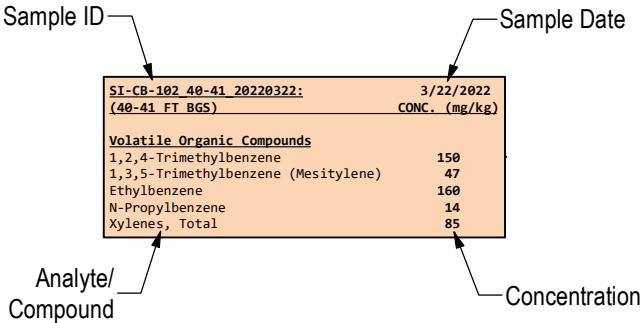 Sample ID
Sample Date
SI-CB-102_40-41_20220322: 3/22/2022
(40-41 FT BGS) CONC. (mg/kg)
Volatile Organic Compounds
1,2,4-Trimethylbenzene 150
1,3,5-Trimethylbenzene (Mesitylene) 47
Ethylbenzene 160
N-Propylbenzene 14
Xylenes, Total 85
Analyte/
Compound
Concentration